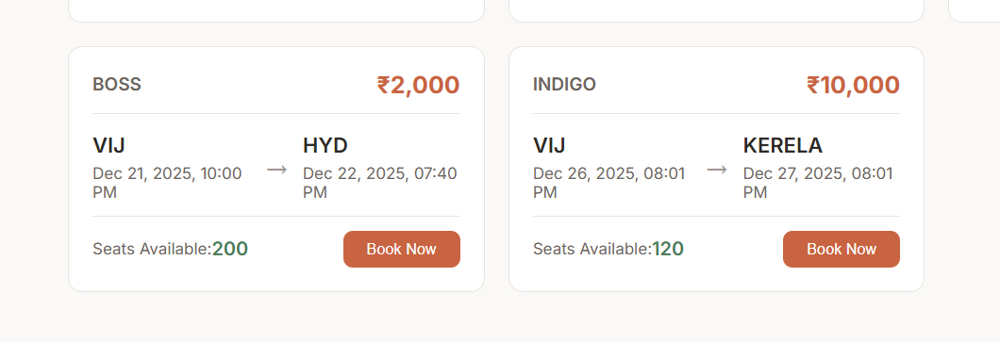 BOSS ₹2,000
VIJ → HYD
Dec 21, 2025, 10:00 PM
Dec 22, 2025, 07:40 PM
Seats Available:200 Book Now
INDIGO ₹10,000
VIJ → KERELA
Dec 26, 2025, 08:01 PM
Dec 27, 2025, 08:01 PM
Seats Available:120 Book Now